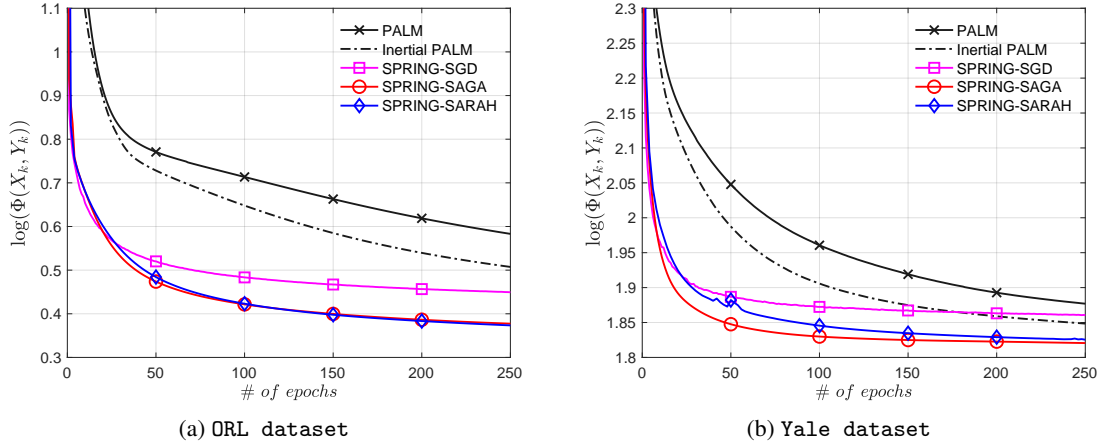 1.1
1
0.9
0.8
0.7
0.6
0.5
0.4
0.3
0
50
100
150
200
250
log(Φ(X_k, Y_k))
# of epochs
PALM
Inertial PALM
SPRING-SGD
SPRING-SAGA
SPRING-SARAH
(a) ORL dataset
2.3
2.25
2.2
2.15
2.1
2.05
2
1.95
1.9
1.85
1.8
0
50
100
150
200
250
log(Φ(X_k, Y_k))
# of epochs
PALM
Inertial PALM
SPRING-SGD
SPRING-SAGA
SPRING-SARAH
(b) Yale dataset